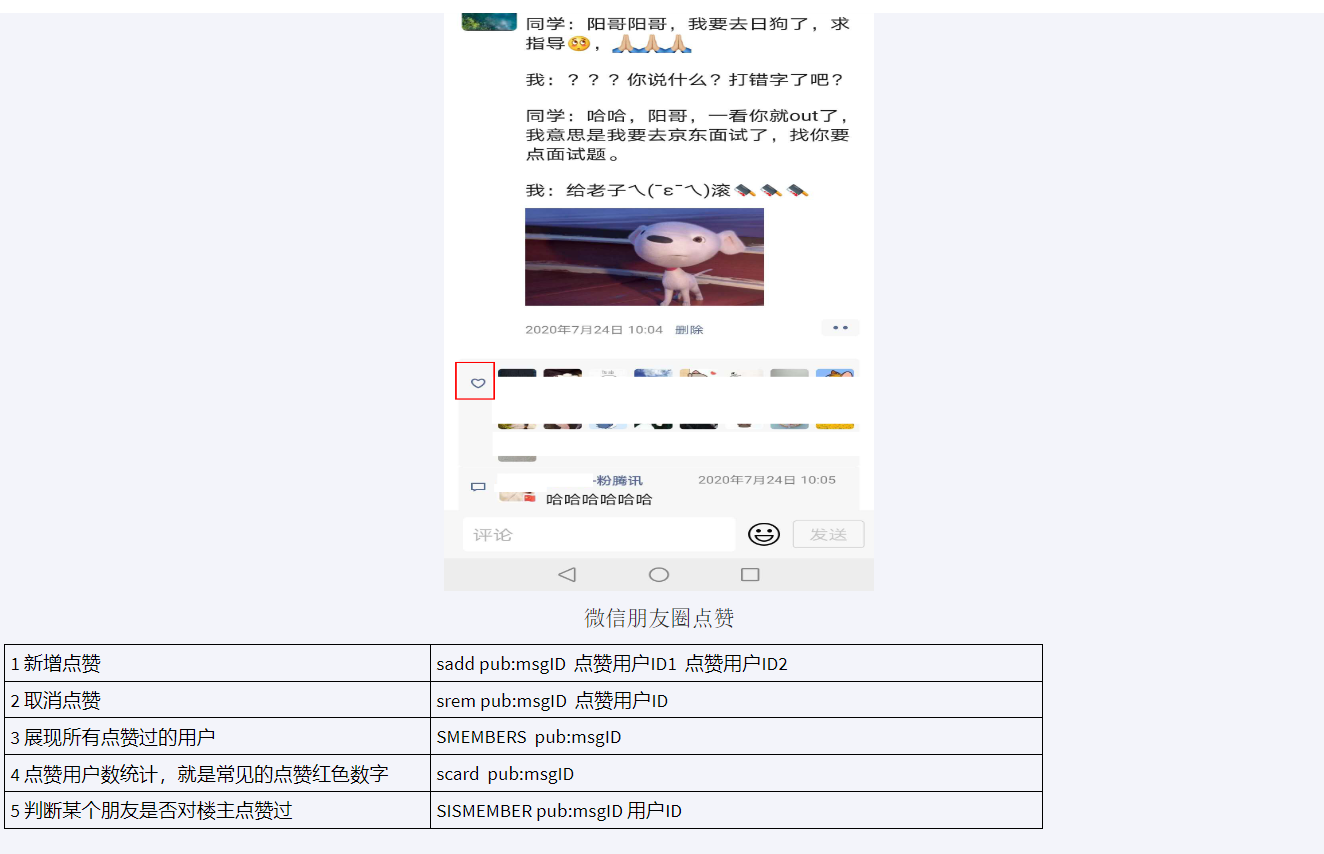 同学：阳哥阳哥，我要去日狗了，求
指导🥺，🙏🙏🙏
我：？？？你说什么？打错字了吧？
同学：哈哈，阳哥，一看你就out了，
我意思是我要去京东面试了，找你要
点面试题。
我：给老子ヘ(¯ε¯ヘ)滚
2020年7月24日 10:04 删除
-粉腾讯 2020年7月24日 10:05
哈哈哈哈哈哈
评论 发送
微信朋友圈点赞
1 新增点赞 sadd pub:msgID 点赞用户ID1 点赞用户ID2
2 取消点赞 srem pub:msgID 点赞用户ID
3 展现所有点赞过的用户 SMEMBERS pub:msgID
4 点赞用户数统计，就是常见的点赞红色数字 scard pub:msgID
5 判断某个朋友是否对楼主点赞过 SISMEMBER pub:msgID 用户ID